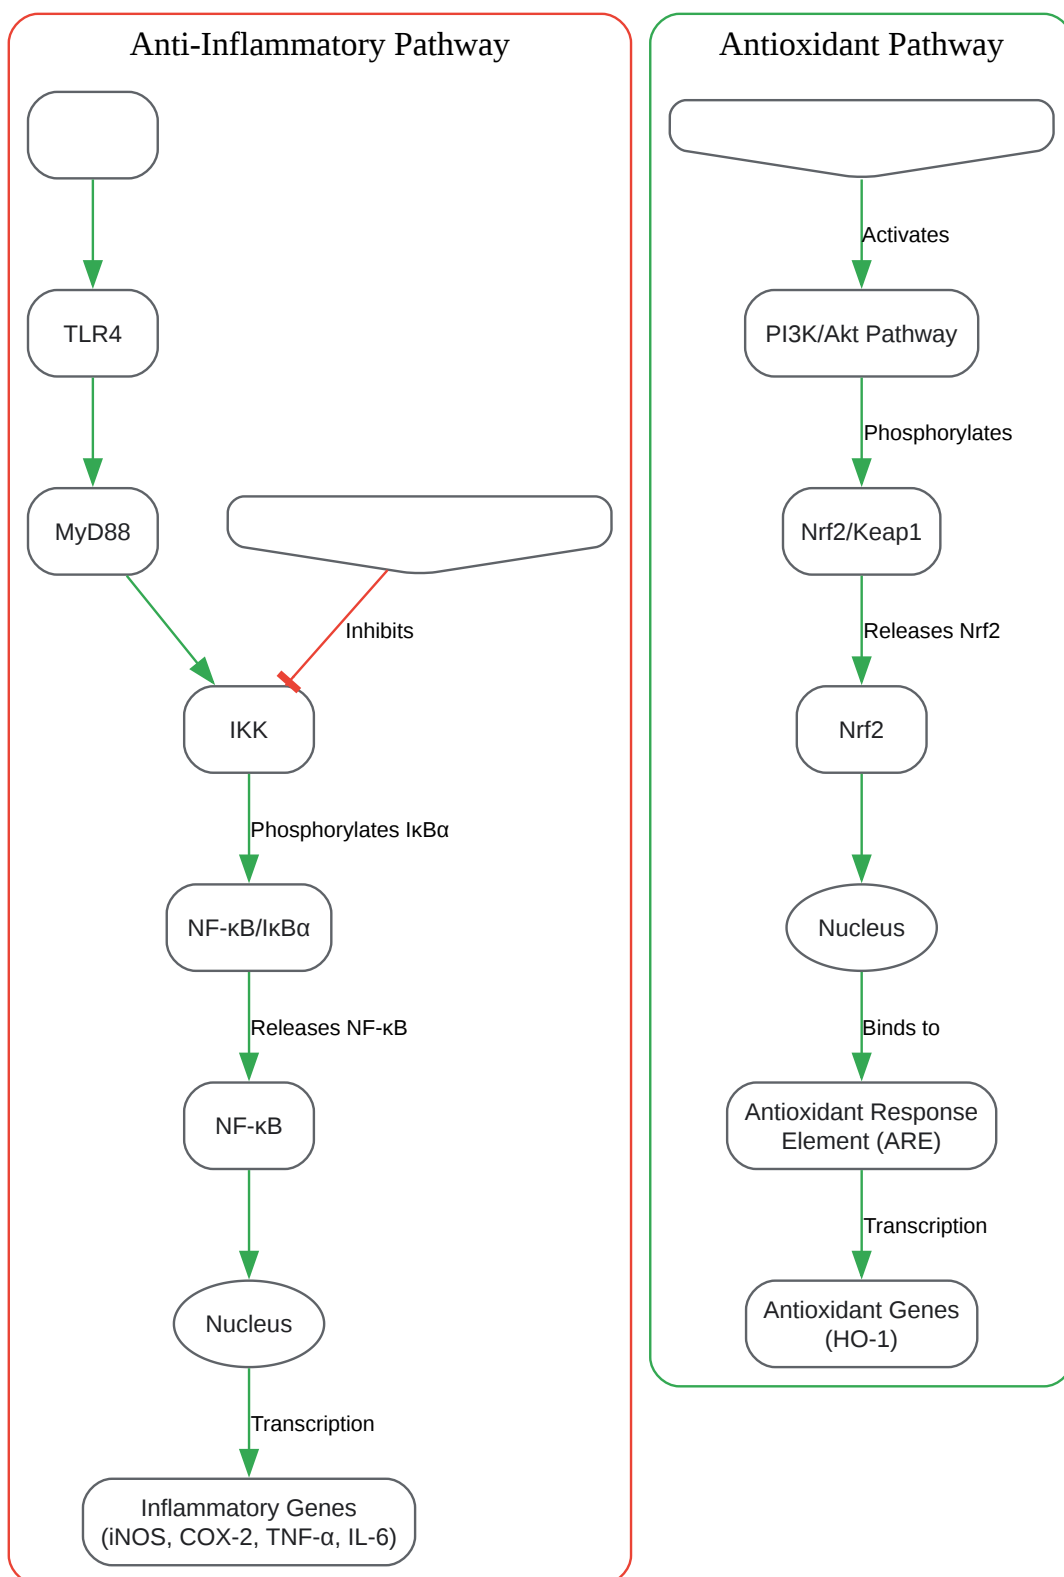 Anti-Inflammatory Pathway
TLR4
MyD88
Inhibits
IKK
Phosphorylates IκBα
NF-κB/IκBα
Releases NF-κB
NF-κB
Nucleus
Transcription
Inflammatory Genes
(iNOS, COX-2, TNF-α, IL-6)
Antioxidant Pathway
Activates
PI3K/Akt Pathway
Phosphorylates
Nrf2/Keap1
Releases Nrf2
Nrf2
Nucleus
Binds to
Antioxidant Response
Element (ARE)
Transcription
Antioxidant Genes
(HO-1)